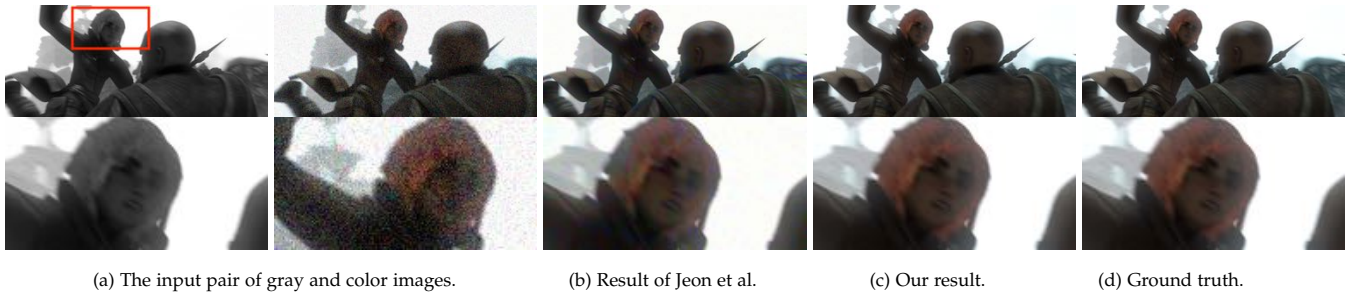 (a) The input pair of gray and color images.
(b) Result of Jeon et al.
(c) Our result.
(d) Ground truth.